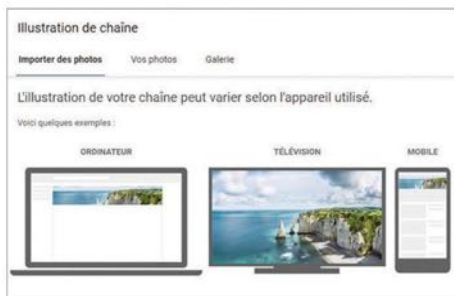 Illustration de chaîne
Importer des photos Vos photos Galerie
L'illustration de votre chaîne peut varier selon l'appareil utilisé.
Voici quelques exemples :
ORDINATEUR TÉLÉVISION MOBILE